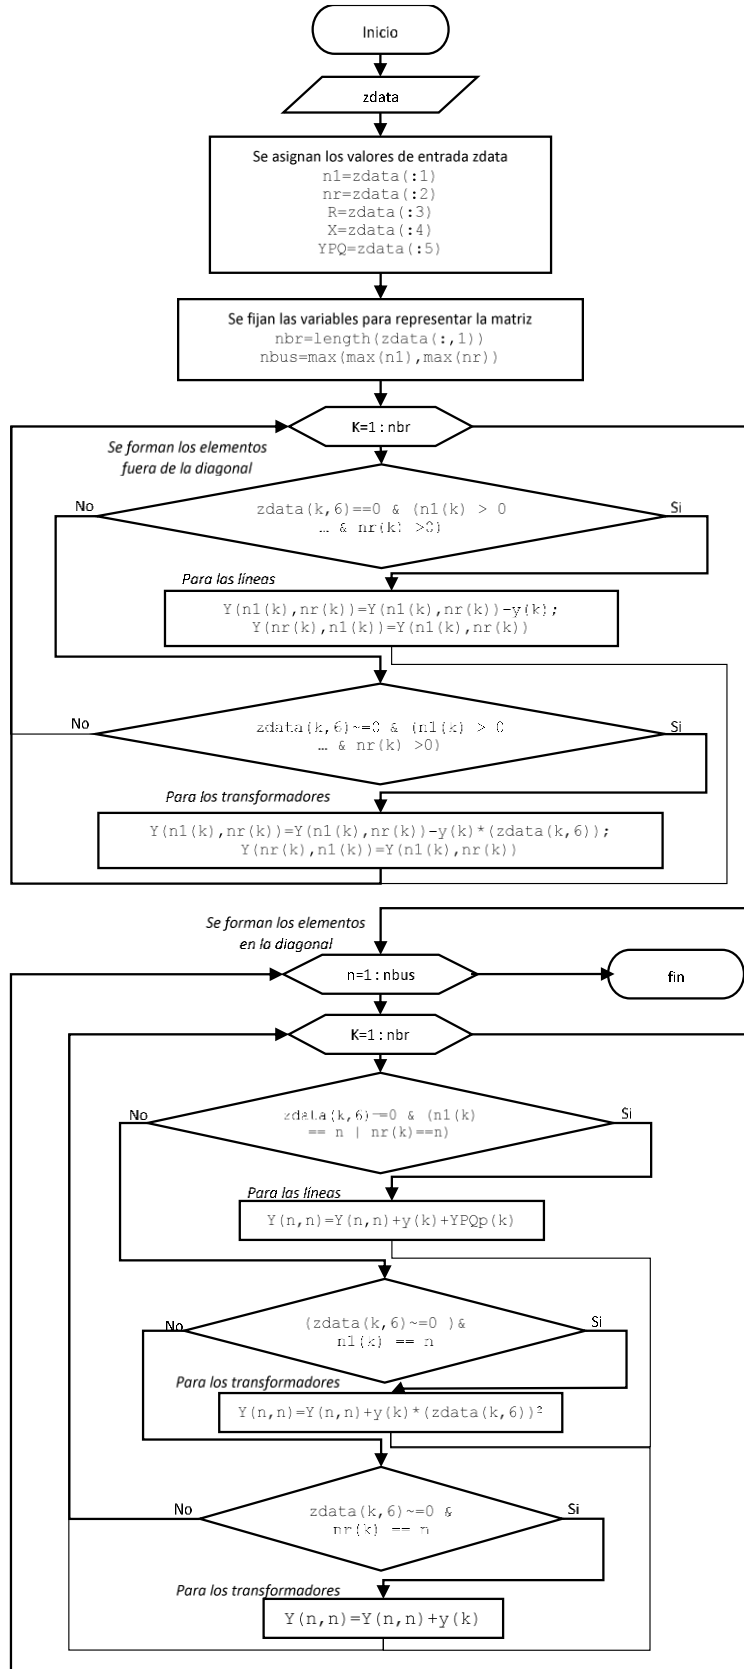 Inicio
zdata
Se asignan los valores de entrada zdata
n1=zdata(:1)
nr=zdata(:2)
R=zdata(:3)
X=zdata(:4)
YPQ=zdata(:5)
Se fijan las variables para representar la matriz
nbr=length(zdata(:,1))
nbus=max(max(n1),max(nr))
K=1:nbr
Se forman los elementos
fuera de la diagonal
No
zdata(k,6)==0 & (n1(k) > 0
… & nr(k) >0)
Si
Para las líneas
Y(n1(k),nr(k))=Y(n1(k),nr(k))-y(k);
Y(nr(k),n1(k))=Y(n1(k),nr(k))
No
zdata(k,6)~=0 & (n1(k) > 0
… & nr(k) >0)
Si
Para los transformadores
Y(n1(k),nr(k))=Y(n1(k),nr(k))-y(k)*(zdata(k,6));
Y(nr(k),n1(k))=Y(n1(k),nr(k))
Se forman los elementos
en la diagonal
n=1:nbus
fin
K=1:nbr
No
zdata(k,6)==0 & (n1(k)
== n | nr(k)==n)
Si
Para las líneas
Y(n,n)=Y(n,n)+y(k)+YPQp(k)
No
(zdata(k,6)~=0 )&
n1(k) == n
Si
Para los transformadores
Y(n,n)=Y(n,n)+y(k)*(zdata(k,6))²
No
zdata(k,6)~=0 &
nr(k) == n
Si
Para los transformadores
Y(n,n)=Y(n,n)+y(k)